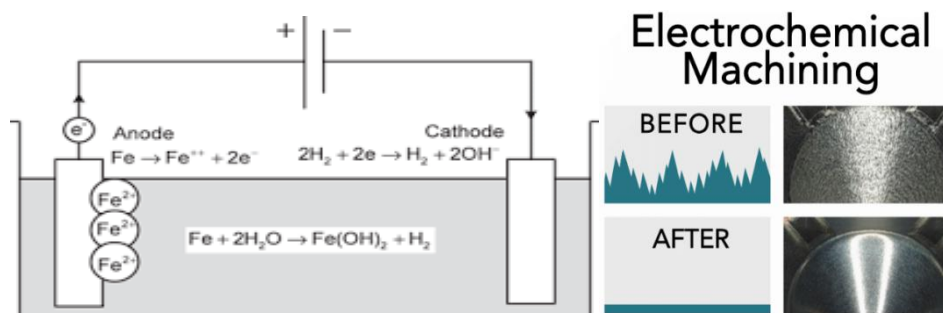 + −
e⁻
Anode
Fe → Fe⁺⁺ + 2e⁻
Cathode
2H₂ + 2e → H₂ + 2OH⁻
Fe²⁺
Fe²⁺
Fe²⁺
Fe + 2H₂O → Fe(OH)₂ + H₂
Electrochemical
Machining
BEFORE
AFTER